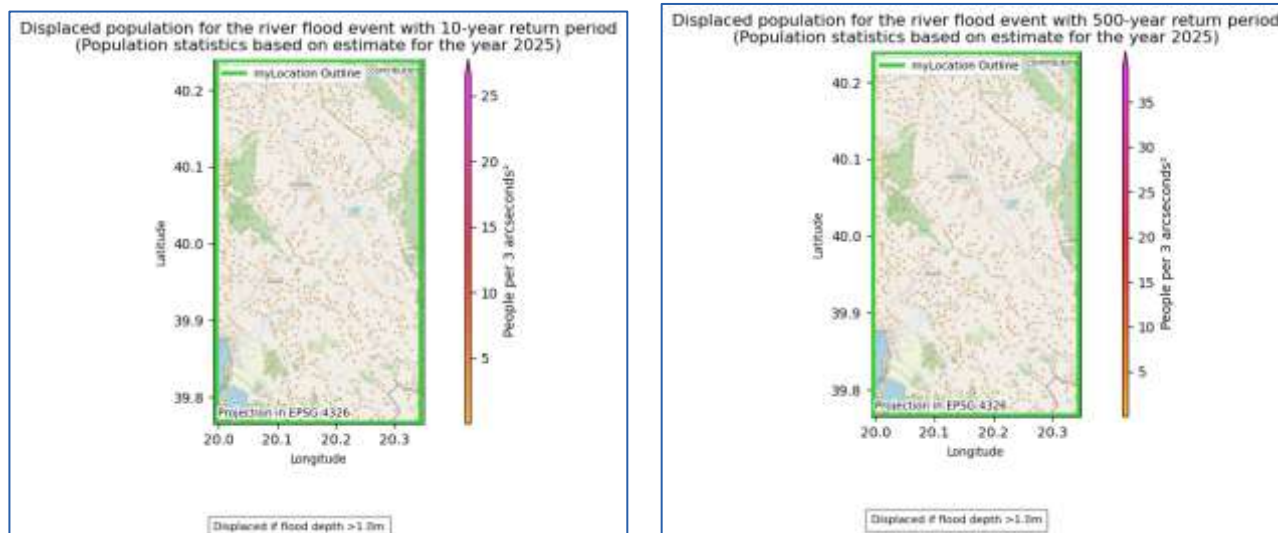 Displaced population for the river flood event with 10-year return period
(Population statistics based on estimate for the year 2025)
myLocation Outline
contributors
40.2
40.1
40.0
39.9
39.8
Latitude
Projection in EPSG:4326
20.0 20.1 20.2 20.3
Longitude
25
20
15
10
5
People per 3 arcseconds²
Displaced if flood depth >1.0m
Displaced population for the river flood event with 500-year return period
(Population statistics based on estimate for the year 2025)
myLocation Outline
40.2
40.1
40.0
39.9
39.8
Latitude
Projection in EPSG:4326
20.0 20.1 20.2 20.3
Longitude
35
30
25
20
15
10
5
People per 3 arcseconds²
Displaced if flood depth >1.0m